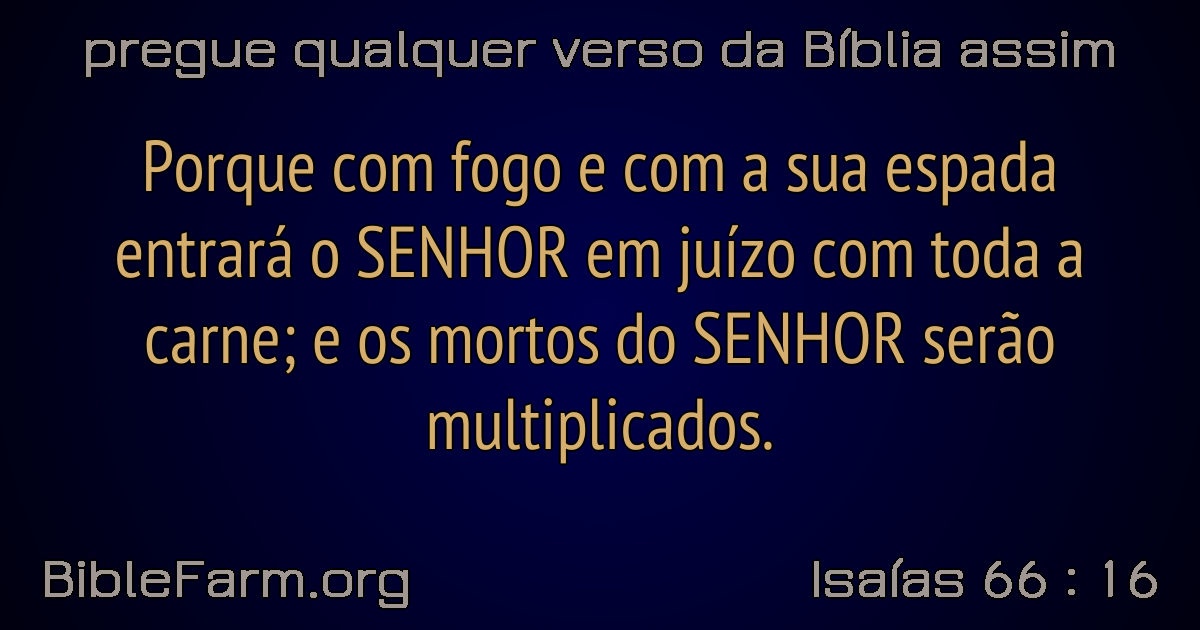 pregue qualquer verso da Bíblia assim
Porque com fogo e com a sua espada
entrará o SENHOR em juízo com toda a
carne; e os mortos do SENHOR serão
multiplicados.
BibleFarm.org
Isaías 66 : 16